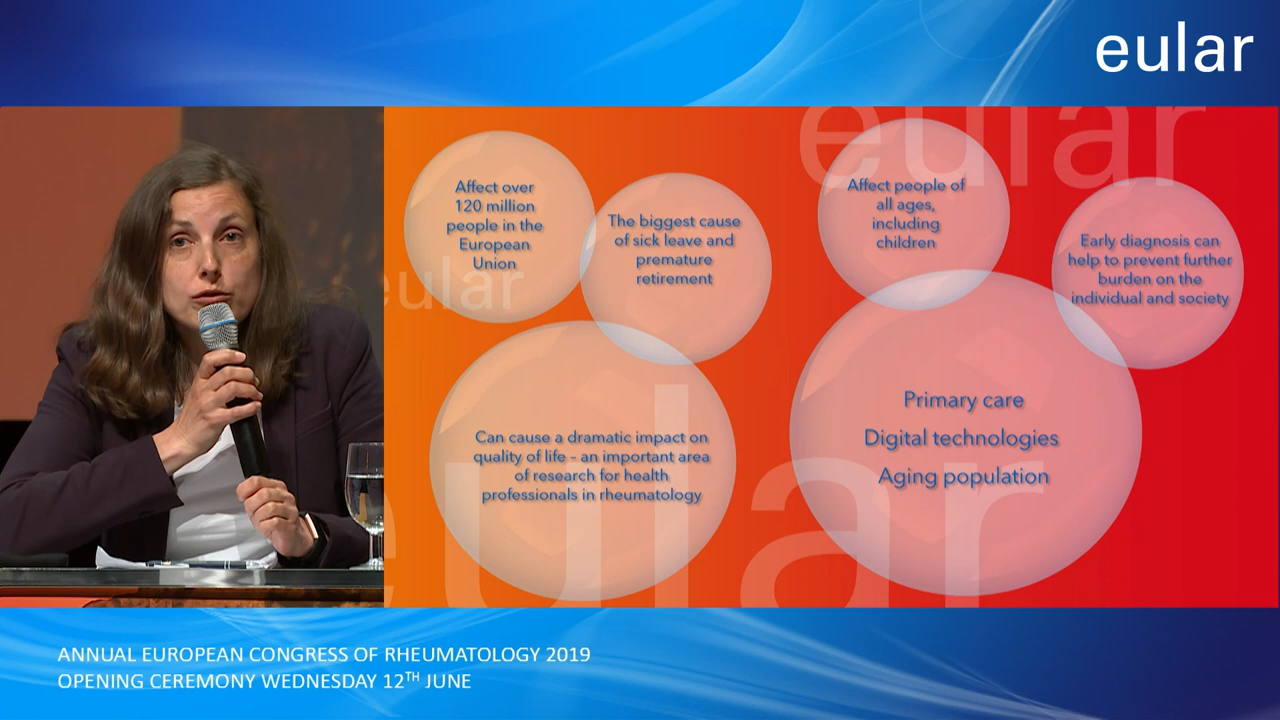 eular
eular
eular
eular
Affect over
120 million
people in the
European
Union
The biggest cause
of sick leave and
premature
retirement
Can cause a dramatic impact on
quality of life – an important area
of research for health
professionals in rheumatology
Affect people of
all ages,
including
children
Early diagnosis can
help to prevent further
burden on the
individual and society
Primary care
Digital technologies
Aging population
ANNUAL EUROPEAN CONGRESS OF RHEUMATOLOGY 2019
OPENING CEREMONY WEDNESDAY 12TH JUNE